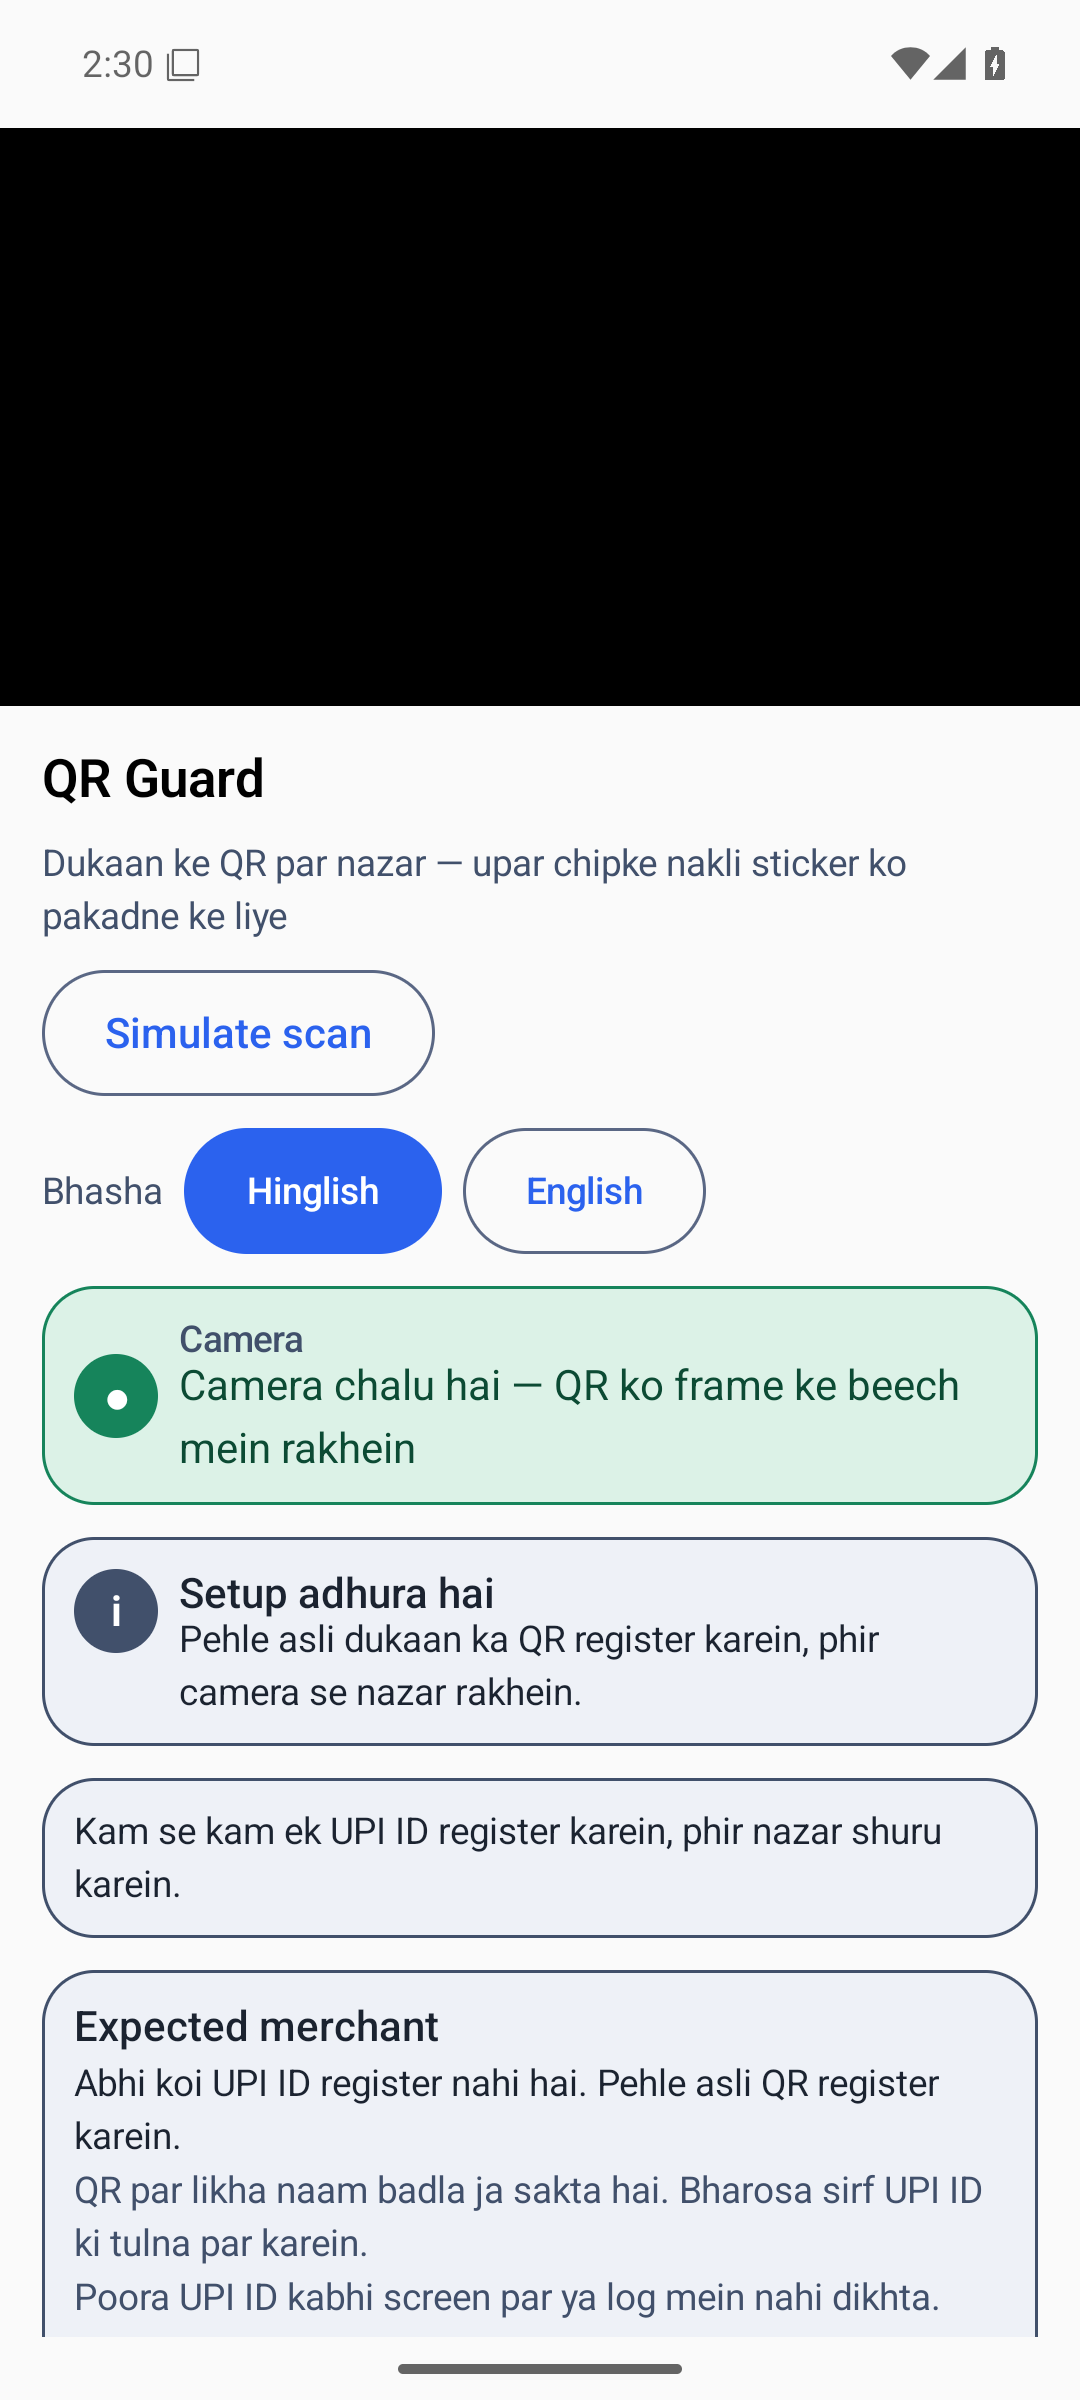 2:30
QR Guard
Dukaan ke QR par nazar — upar chipke nakli sticker ko
pakadne ke liye
Simulate scan
Bhasha Hinglish English
Camera
Camera chalu hai — QR ko frame ke beech
mein rakhein
i
Setup adhura hai
Pehle asli dukaan ka QR register karein, phir
camera se nazar rakhein.
Kam se kam ek UPI ID register karein, phir nazar shuru
karein.
Expected merchant
Abhi koi UPI ID register nahi hai. Pehle asli QR register
karein.
QR par likha naam badla ja sakta hai. Bharosa sirf UPI ID
ki tulna par karein.
Poora UPI ID kabhi screen par ya log mein nahi dikhta.